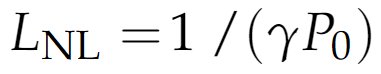 L_NL = 1 / (γP_0)